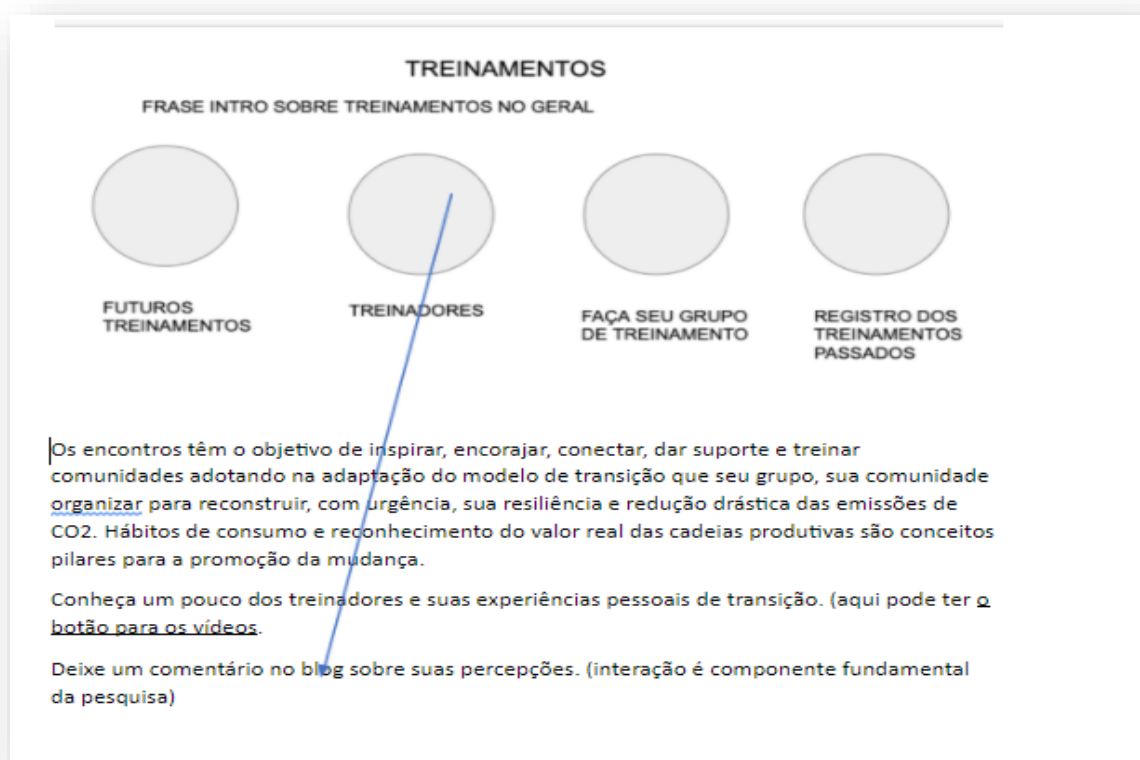 TREINAMENTOS
FRASE INTRO SOBRE TREINAMENTOS NO GERAL
FUTUROS
TREINAMENTOS
TREINADORES
FAÇA SEU GRUPO
DE TREINAMENTO
REGISTRO DOS
TREINAMENTOS
PASSADOS
Os encontros têm o objetivo de inspirar, encorajar, conectar, dar suporte e treinar
comunidades adotando na adaptação do modelo de transição que seu grupo, sua comunidade
organizar para reconstruir, com urgência, sua resiliência e redução drástica das emissões de
CO2. Hábitos de consumo e reconhecimento do valor real das cadeias produtivas são conceitos
pilares para a promoção da mudança.
Conheça um pouco dos treinadores e suas experiências pessoais de transição. (aqui pode ter o
botão para os vídeos.
Deixe um comentário no blog sobre suas percepções. (interação é componente fundamental
da pesquisa)